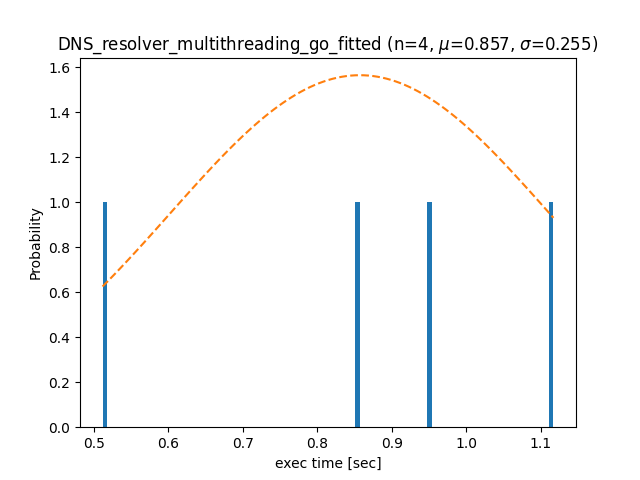 DNS_resolver_multithreading_go_fitted (n=4, μ=0.857, σ=0.255)
1.6
1.4
1.2
1.0
0.8
0.6
0.4
0.2
0.0
Probability
0.5 0.6 0.7 0.8 0.9 1.0 1.1
exec time [sec]